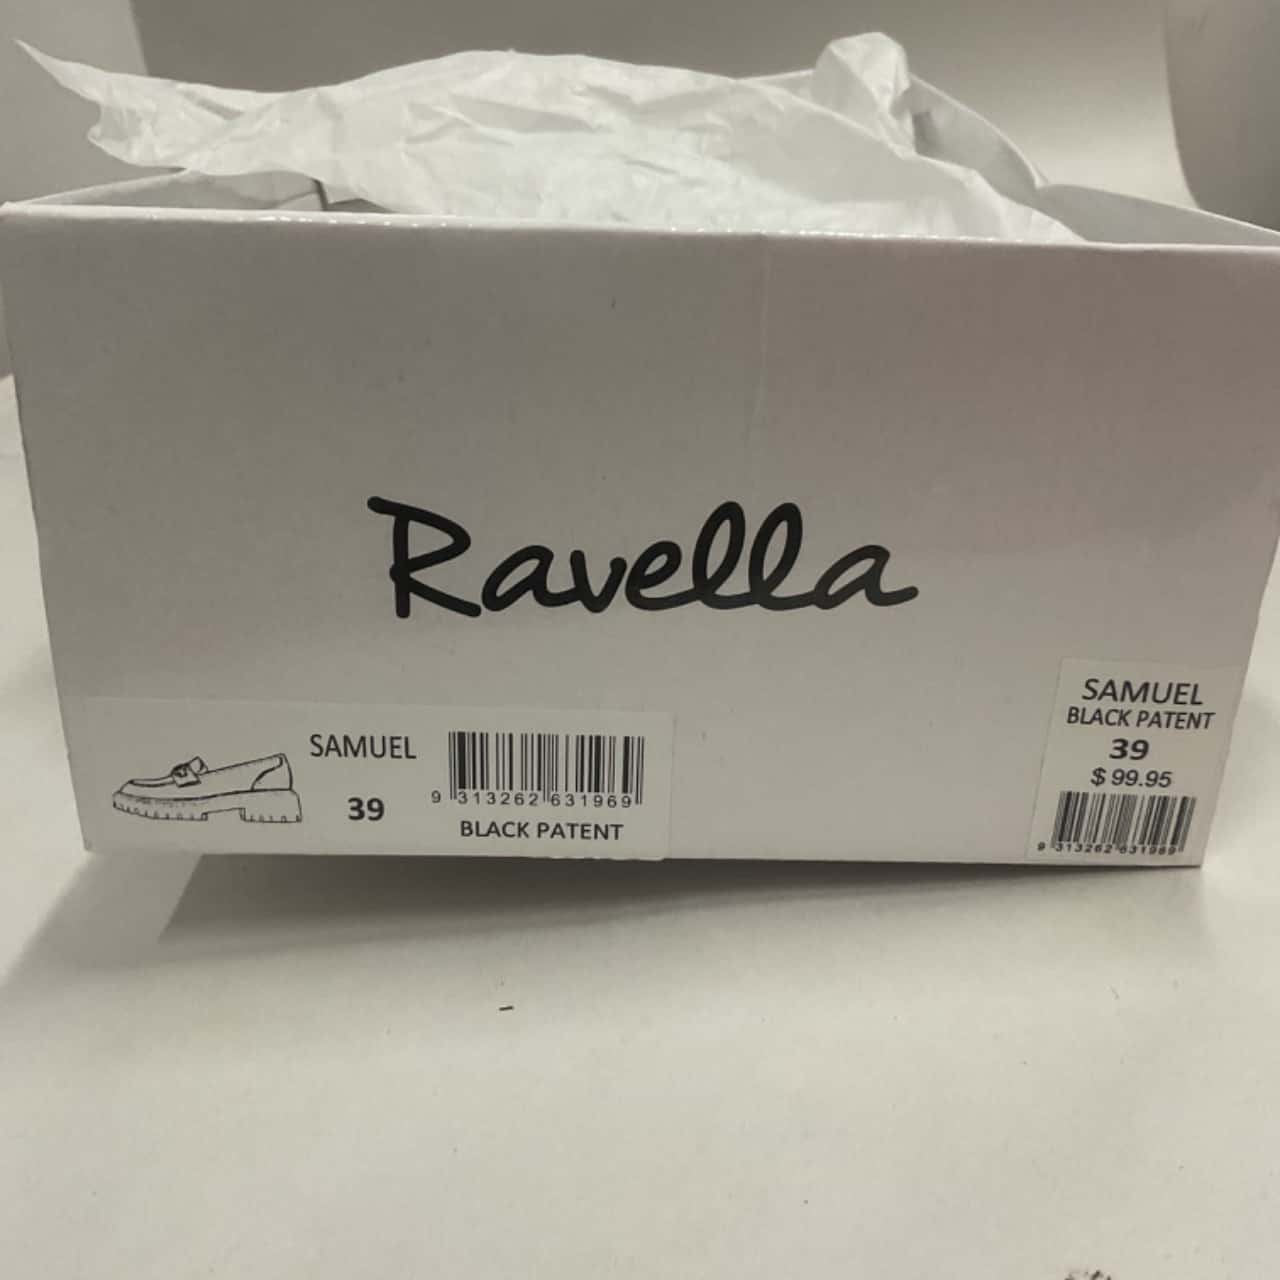 Ravella
SAMUEL
39
9 313262 631969
BLACK PATENT
SAMUEL
BLACK PATENT
39
$ 99.95
9 313262 631969